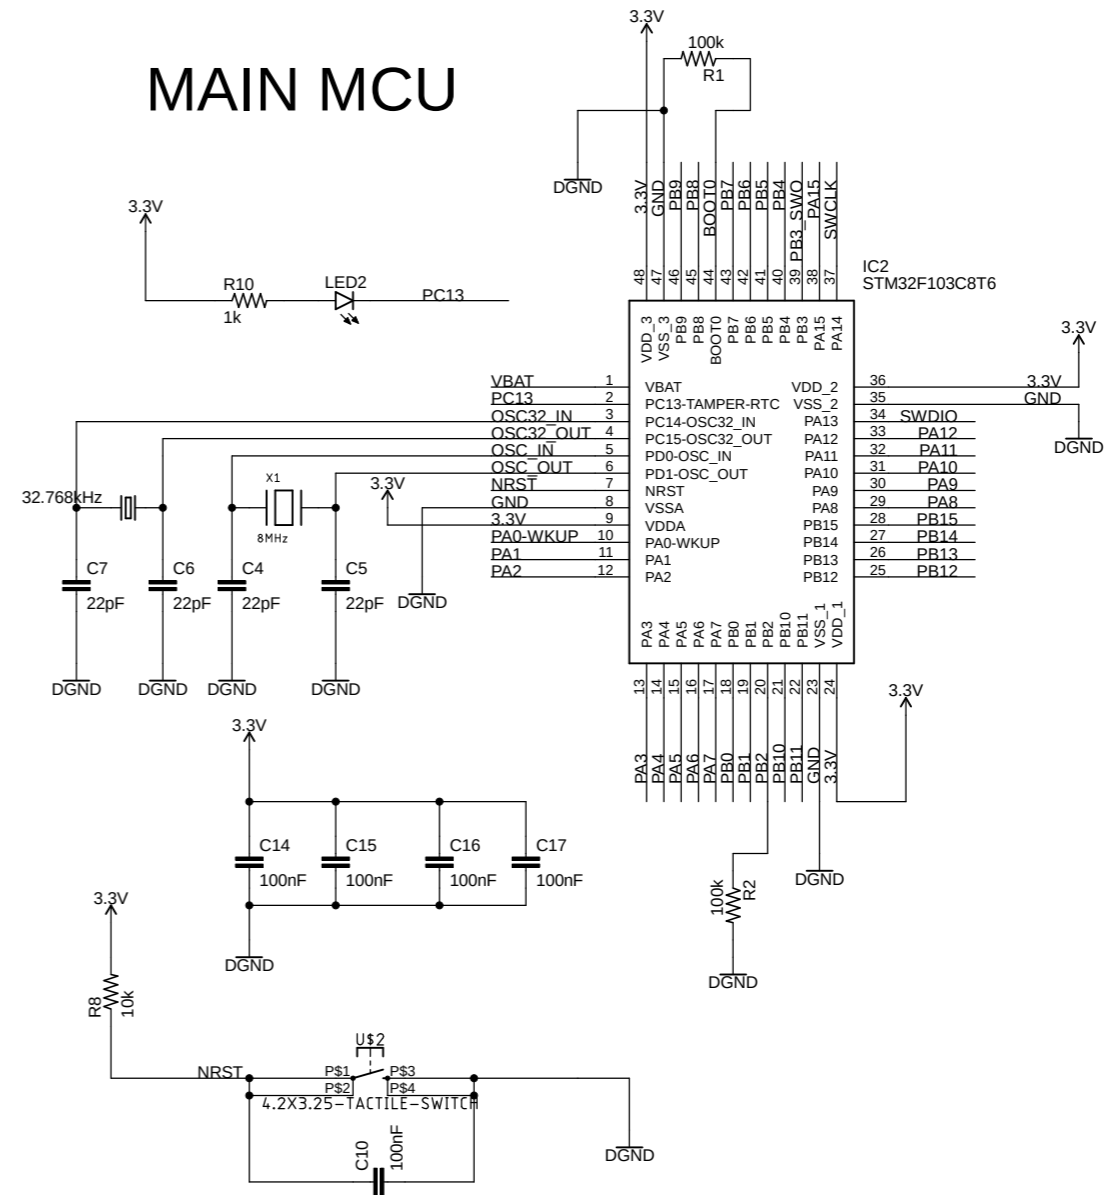 MAIN MCU
3.3V
100k
R1
DGND
3.3V
GND
PB9
PB8
BOOT0
PB7
PB6
PB5
PB4
PB3_SWO
PA15
SWCLK
48
47
46
45
44
43
42
41
40
39
38
37
3.3V
R10
1k
LED2
PC13
IC2
STM32F103C8T6
VDD_3
VSS_3
PB9
PB8
BOOT0
PB7
PB6
PB5
PB4
PB3
PA15
PA14
VBAT 1 VBAT
PC13 2 PC13-TAMPER-RTC
OSC32_IN 3 PC14-OSC32_IN
OSC32_OUT 4 PC15-OSC32_OUT
OSC_IN 5 PD0-OSC_IN
OSC_OUT 6 PD1-OSC_OUT
NRST 7 NRST
GND 8 VSSA
3.3V 9 VDDA
PA0-WKUP 10 PA0-WKUP
PA1 11 PA1
PA2 12 PA2
VDD_2 36 3.3V
VSS_2 35 GND
PA13 34 SWDIO
PA12 33 PA12
PA11 32 PA11
PA10 31 PA10
PA9 30 PA9
PA8 29 PA8
PB15 28 PB15
PB14 27 PB14
PB13 26 PB13
PB12 25 PB12
3.3V
DGND
32.768kHz
X1
8MHz
3.3V
DGND
C7
22pF
C6
22pF
C4
22pF
C5
22pF
DGND
DGND
DGND
DGND
PA3
PA4
PA5
PA6
PA7
PB0
PB1
PB2
PB10
PB11
VSS_1
VDD_1
13
14
15
16
17
18
19
20
21
22
23
24
PA3
PA4
PA5
PA6
PA7
PB0
PB1
PB2
PB10
PB11
GND
3.3V
3.3V
DGND
100k
R2
DGND
3.3V
C14
100nF
C15
100nF
C16
100nF
C17
100nF
DGND
3.3V
R8
10k
NRST
U$2
P$1
P$2
P$3
P$4
4.2X3.25-TACTILE-SWITCH
C10
100nF
DGND